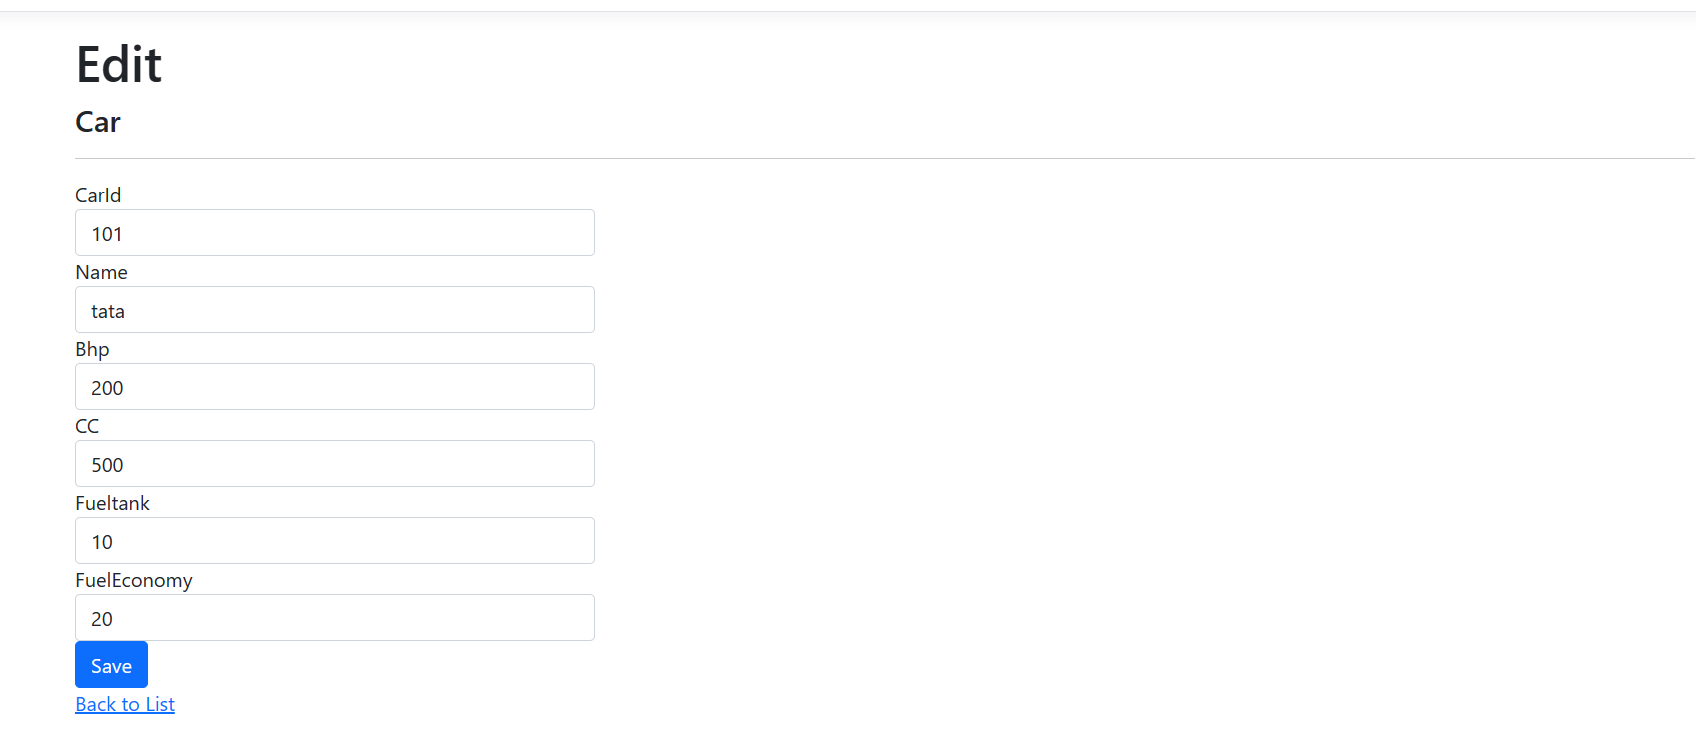 Edit
Car
CarId
101
Name
tata
Bhp
200
CC
500
Fueltank
10
FuelEconomy
20
Save
Back to List